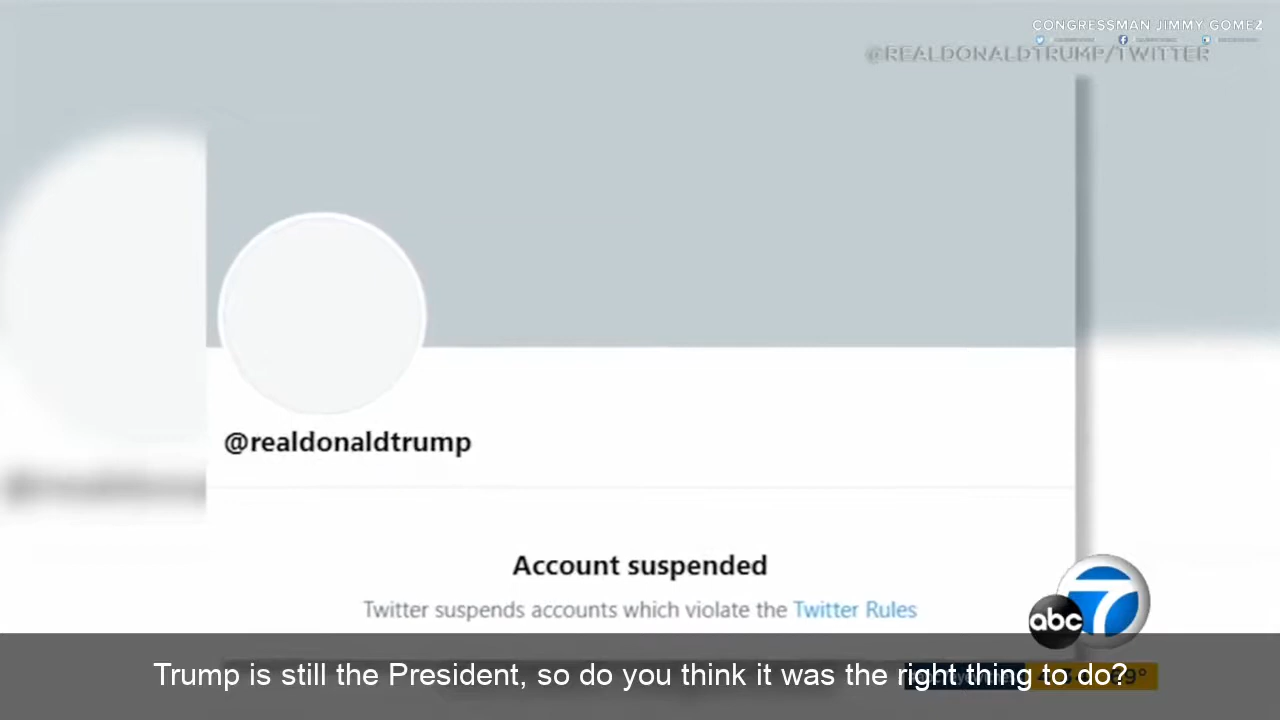 CONGRESSMAN JIMMY GOMEZ
@REALDONALDTRUMP/TWITTER
@realdonaldtrump
Account suspended
Twitter suspends accounts which violate the Twitter Rules
abc 7
Trump is still the President, so do you think it was the right thing to do?